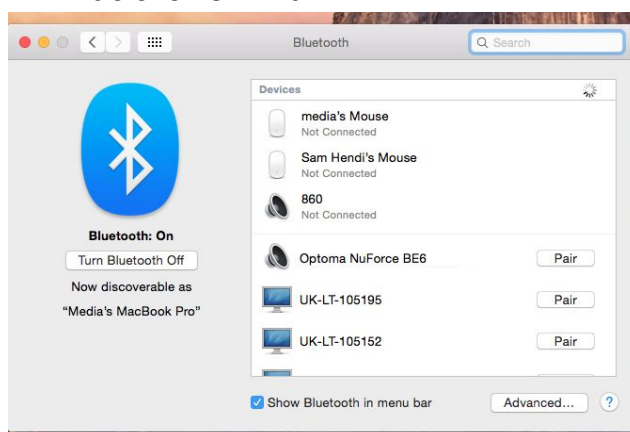 Bluetooth
Search
Devices
media's Mouse
Not Connected
Sam Hendi's Mouse
Not Connected
860
Not Connected
Optoma NuForce BE6
Pair
UK-LT-105195
Pair
UK-LT-105152
Pair
Bluetooth: On
Turn Bluetooth Off
Now discoverable as
“Media's MacBook Pro”
Show Bluetooth in menu bar
Advanced...
?